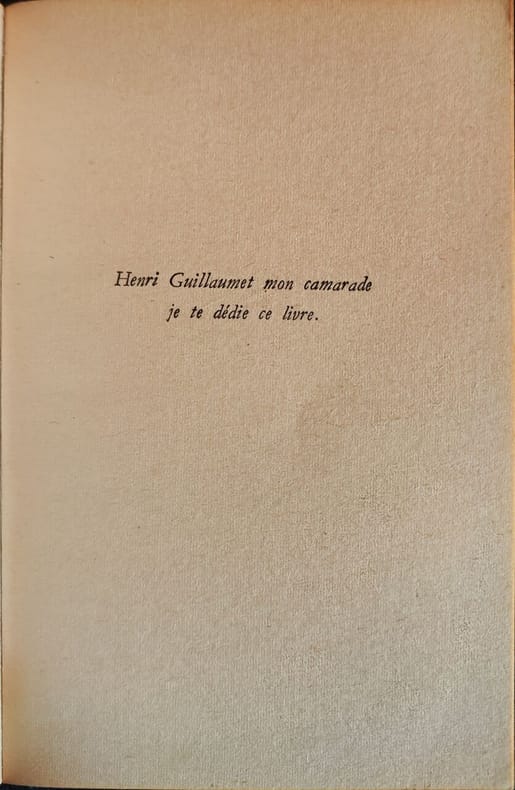 Henri Guillaumet mon camarade
je te dédie ce livre.